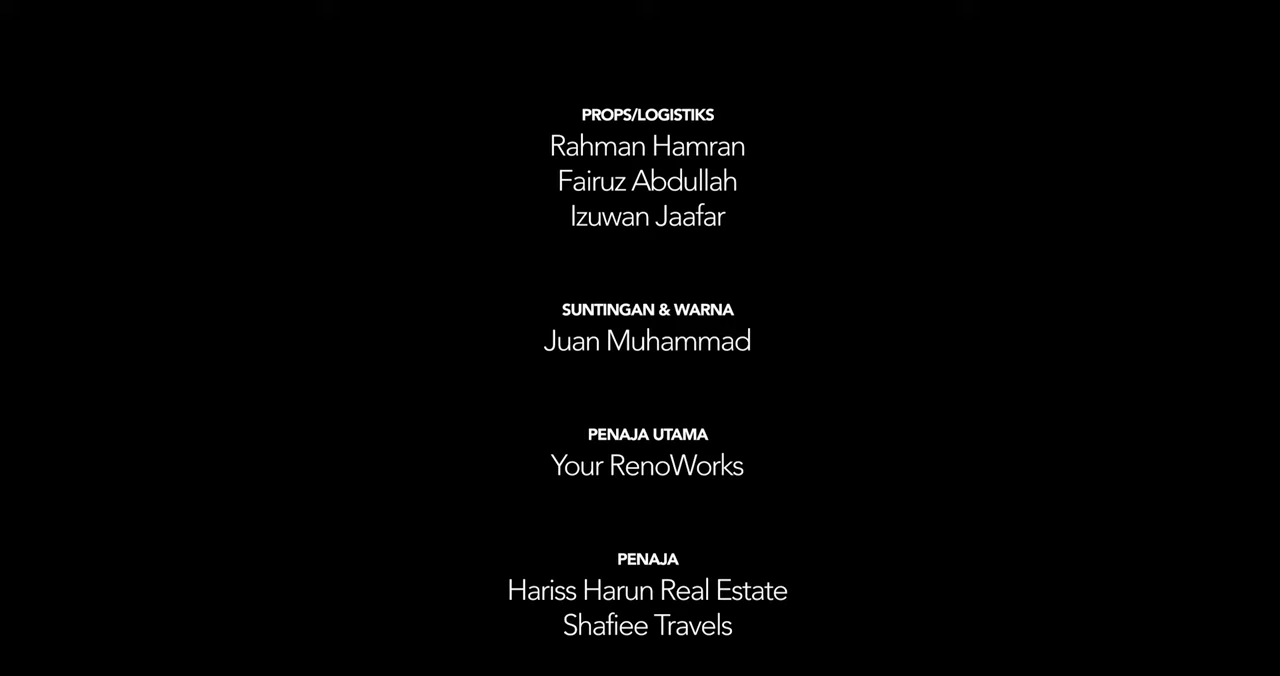 PROPS/LOGISTIKS
Rahman Hamran
Fairuz Abdullah
Izuwan Jaafar
SUNTINGAN & WARNA
Juan Muhammad
PENAJA UTAMA
Your RenoWorks
PENAJA
Hariss Harun Real Estate
Shafiee Travels